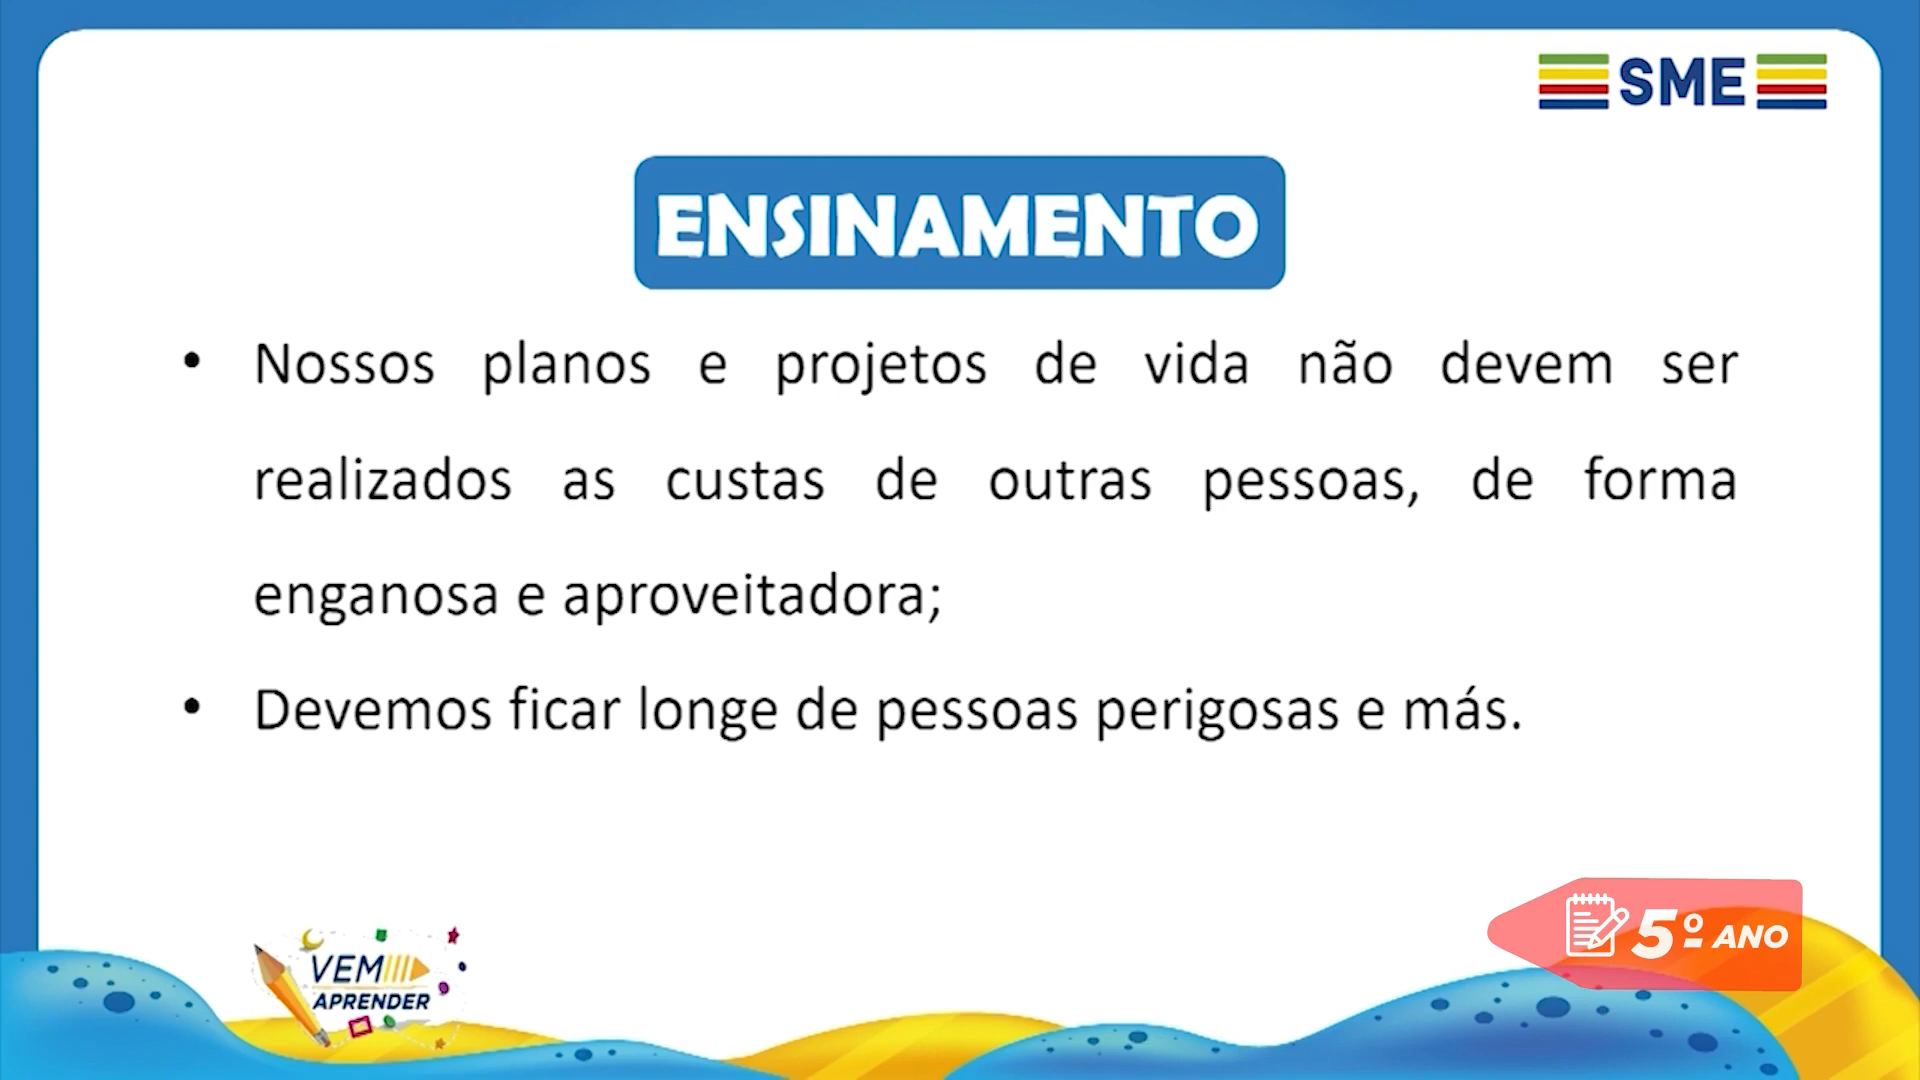 SME
ENSINAMENTO
• Nossos planos e projetos de vida não devem ser
realizados as custas de outras pessoas, de forma
enganosa e aproveitadora;
• Devemos ficar longe de pessoas perigosas e más.
5º ANO
VEM
APRENDER